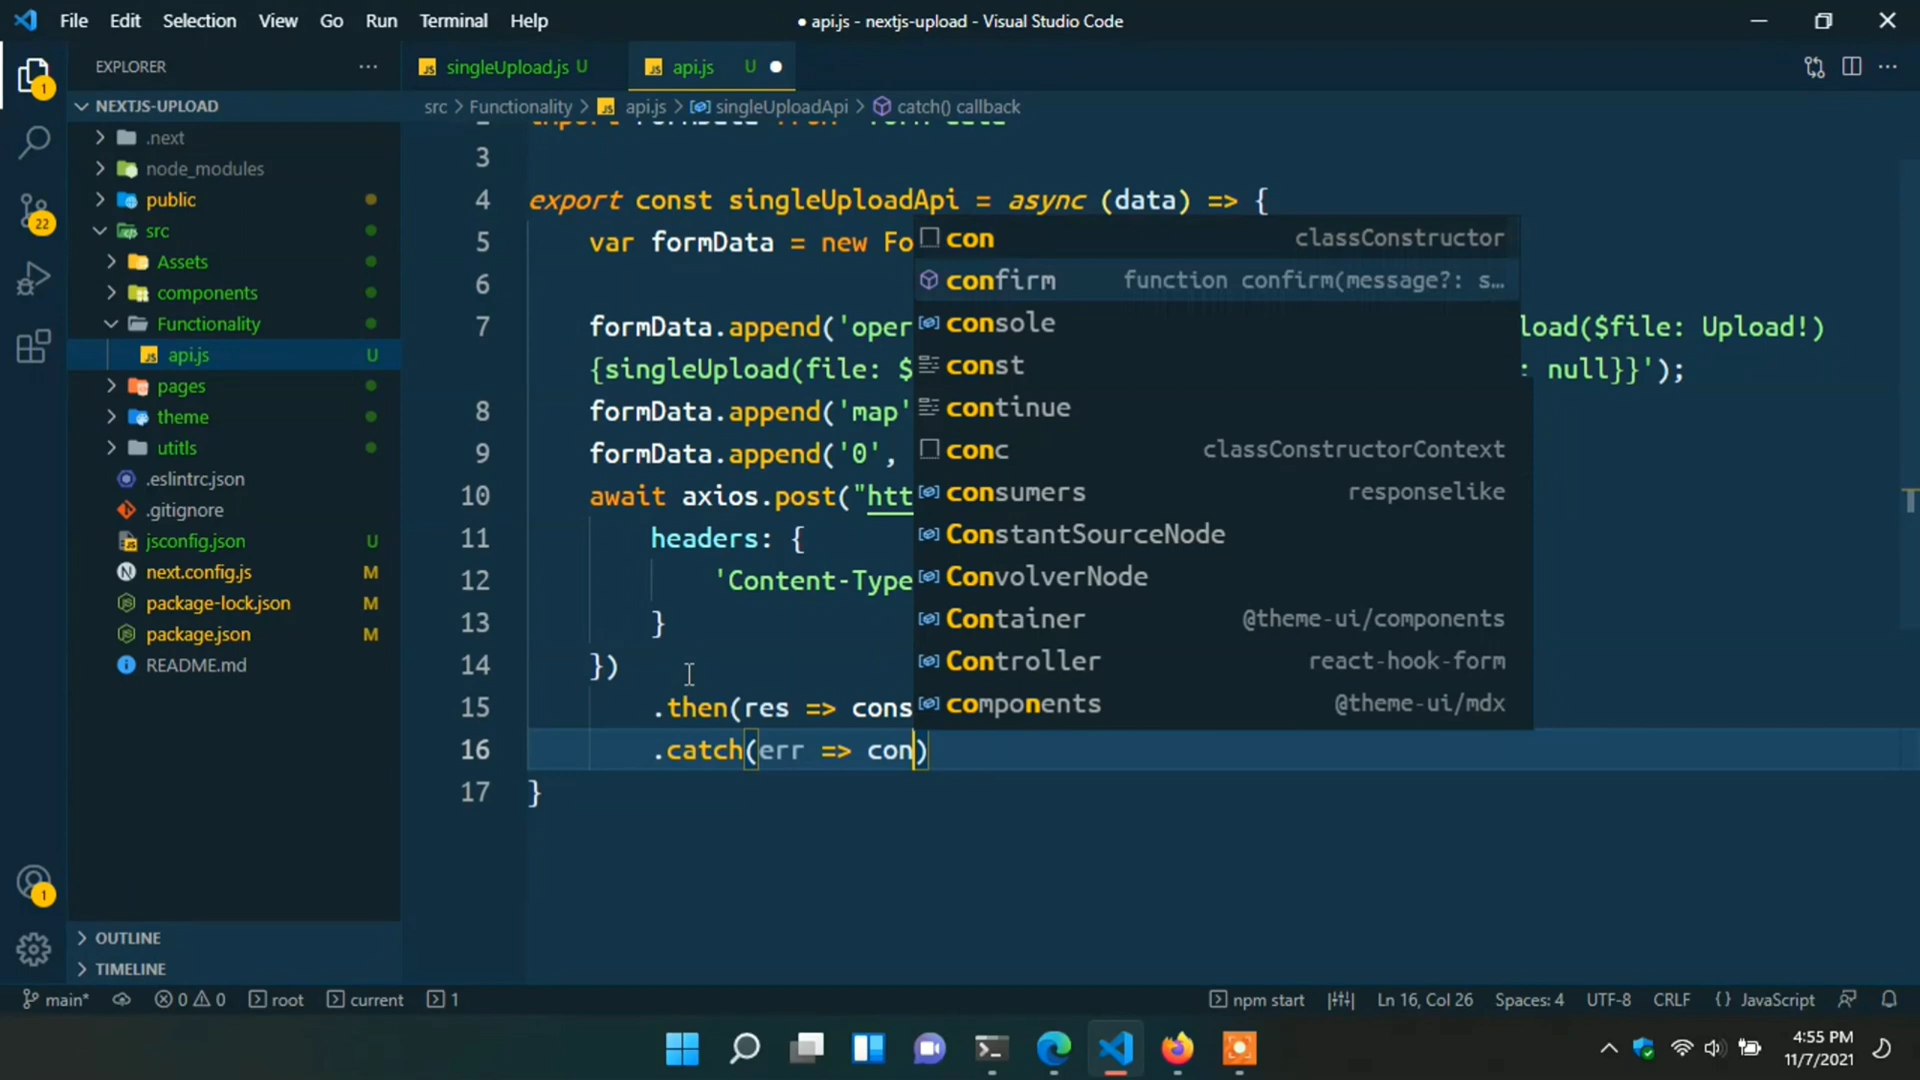 File Edit Selection View Go Run Terminal Help
● api.js - nextjs-upload - Visual Studio Code
EXPLORER
singleUpload.js U
api.js U
NEXTJS-UPLOAD
src > Functionality > api.js > singleUploadApi > catch() callback
.next
node_modules
public
src
Assets
components
Functionality
api.js U
pages
theme
utitls
.eslintrc.json
.gitignore
jsconfig.json U
next.config.js M
package-lock.json M
package.json M
README.md
OUTLINE
TIMELINE
3
4 export const singleUploadApi = async (data) => {
5 var formData = new Fo
6
7 formData.append('oper load($file: Upload!)
{singleUpload(file: $ : null}}');
8 formData.append('map'
9 formData.append('0',
10 await axios.post("htt
11 headers: {
12 'Content-Type
13 }
14 })
15 .then(res => cons
16 .catch(err => con)
17 }
con classConstructor
confirm function confirm(message?: s...
console
const
continue
conc classConstructorContext
consumers responselike
ConstantSourceNode
ConvolverNode
Container @theme-ui/components
Controller react-hook-form
components @theme-ui/mdx
1
22
1
main* 0 0 root current 1
npm start Ln 16, Col 26 Spaces: 4 UTF-8 CRLF {} JavaScript
4:55 PM
11/7/2021